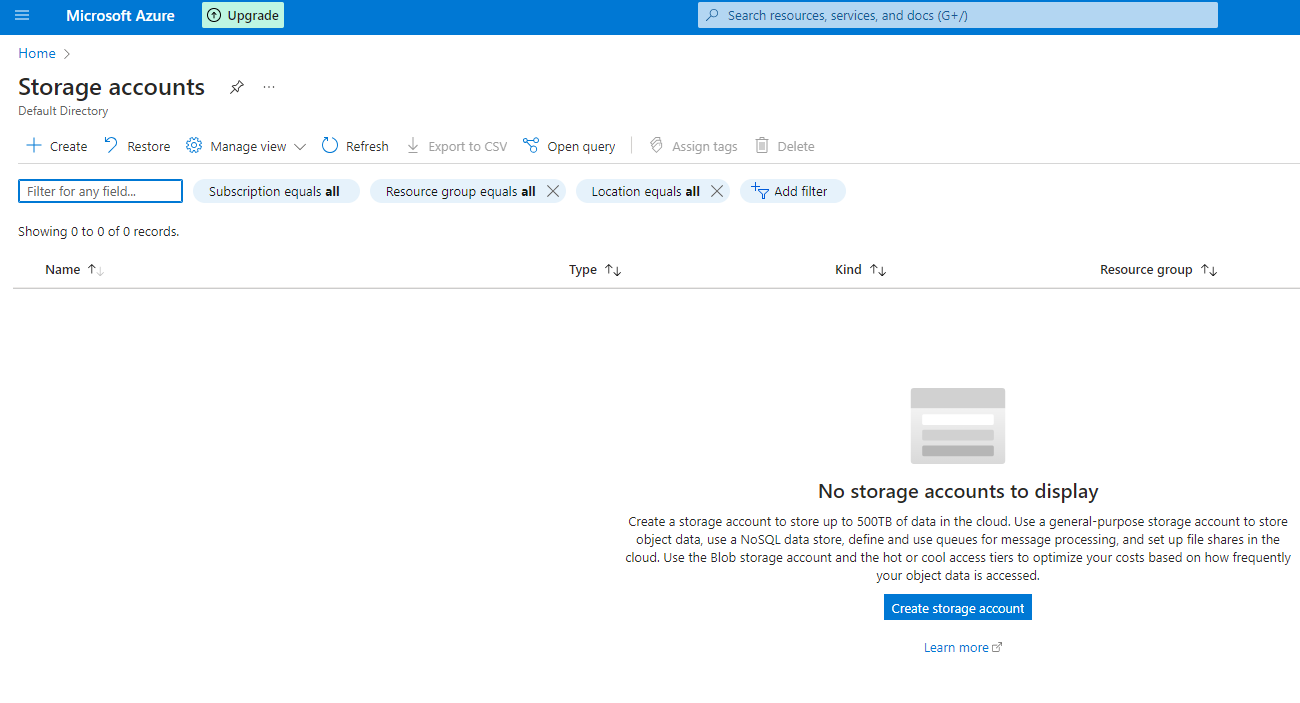 Microsoft Azure Upgrade Search resources, services, and docs (G+/)
Home
Storage accounts
Default Directory
Create Restore Manage view Refresh Export to CSV Open query Assign tags Delete
Filter for any field... Subscription equals all Resource group equals all Location equals all Add filter
Showing 0 to 0 of 0 records.
Name Type Kind Resource group
No storage accounts to display
Create a storage account to store up to 500TB of data in the cloud. Use a general-purpose storage account to store
object data, use a NoSQL data store, define and use queues for message processing, and set up file shares in the
cloud. Use the Blob storage account and the hot or cool access tiers to optimize your costs based on how frequently
your object data is accessed.
Create storage account
Learn more